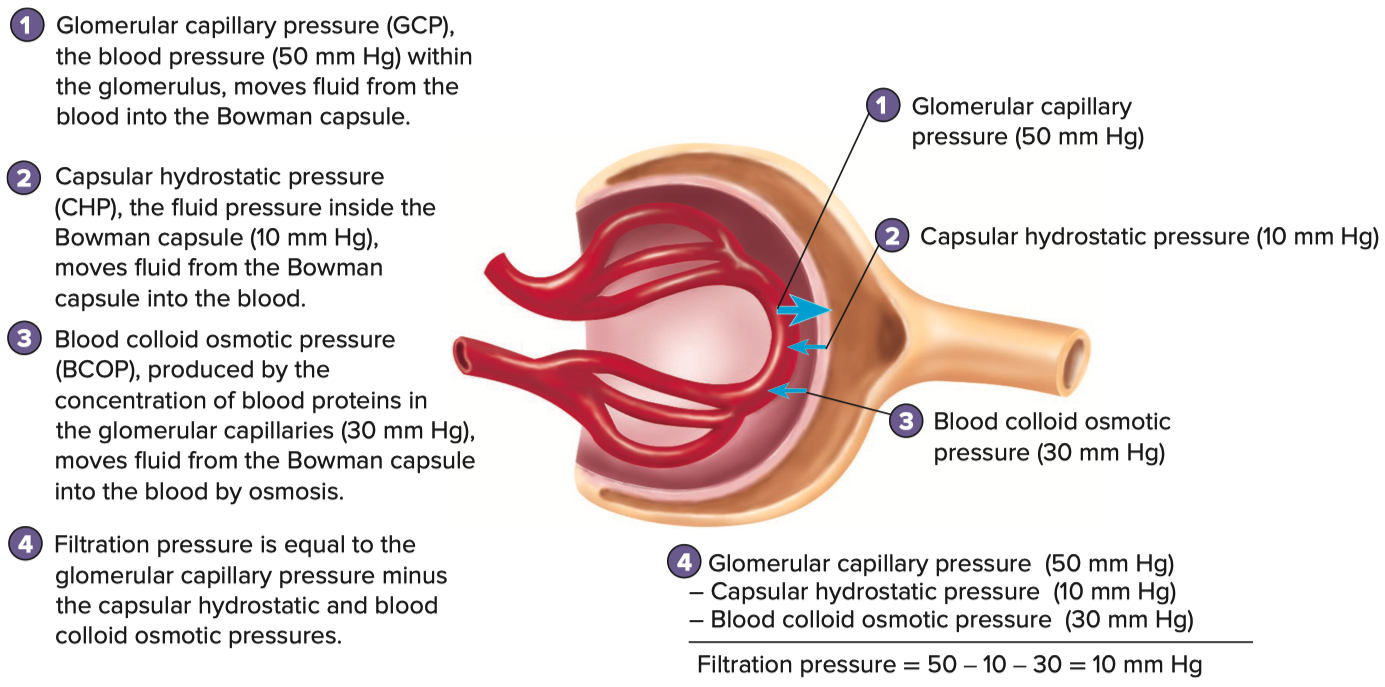 1 Glomerular capillary pressure (GCP),
the blood pressure (50 mm Hg) within
the glomerulus, moves fluid from the
blood into the Bowman capsule.
2 Capsular hydrostatic pressure
(CHP), the fluid pressure inside the
Bowman capsule (10 mm Hg),
moves fluid from the Bowman
capsule into the blood.
3 Blood colloid osmotic pressure
(BCOP), produced by the
concentration of blood proteins in
the glomerular capillaries (30 mm Hg),
moves fluid from the Bowman capsule
into the blood by osmosis.
4 Filtration pressure is equal to the
glomerular capillary pressure minus
the capsular hydrostatic and blood
colloid osmotic pressures.
1 Glomerular capillary
pressure (50 mm Hg)
2 Capsular hydrostatic pressure (10 mm Hg)
3 Blood colloid osmotic
pressure (30 mm Hg)
4 Glomerular capillary pressure (50 mm Hg)
– Capsular hydrostatic pressure (10 mm Hg)
– Blood colloid osmotic pressure (30 mm Hg)
Filtration pressure = 50 – 10 – 30 = 10 mm Hg